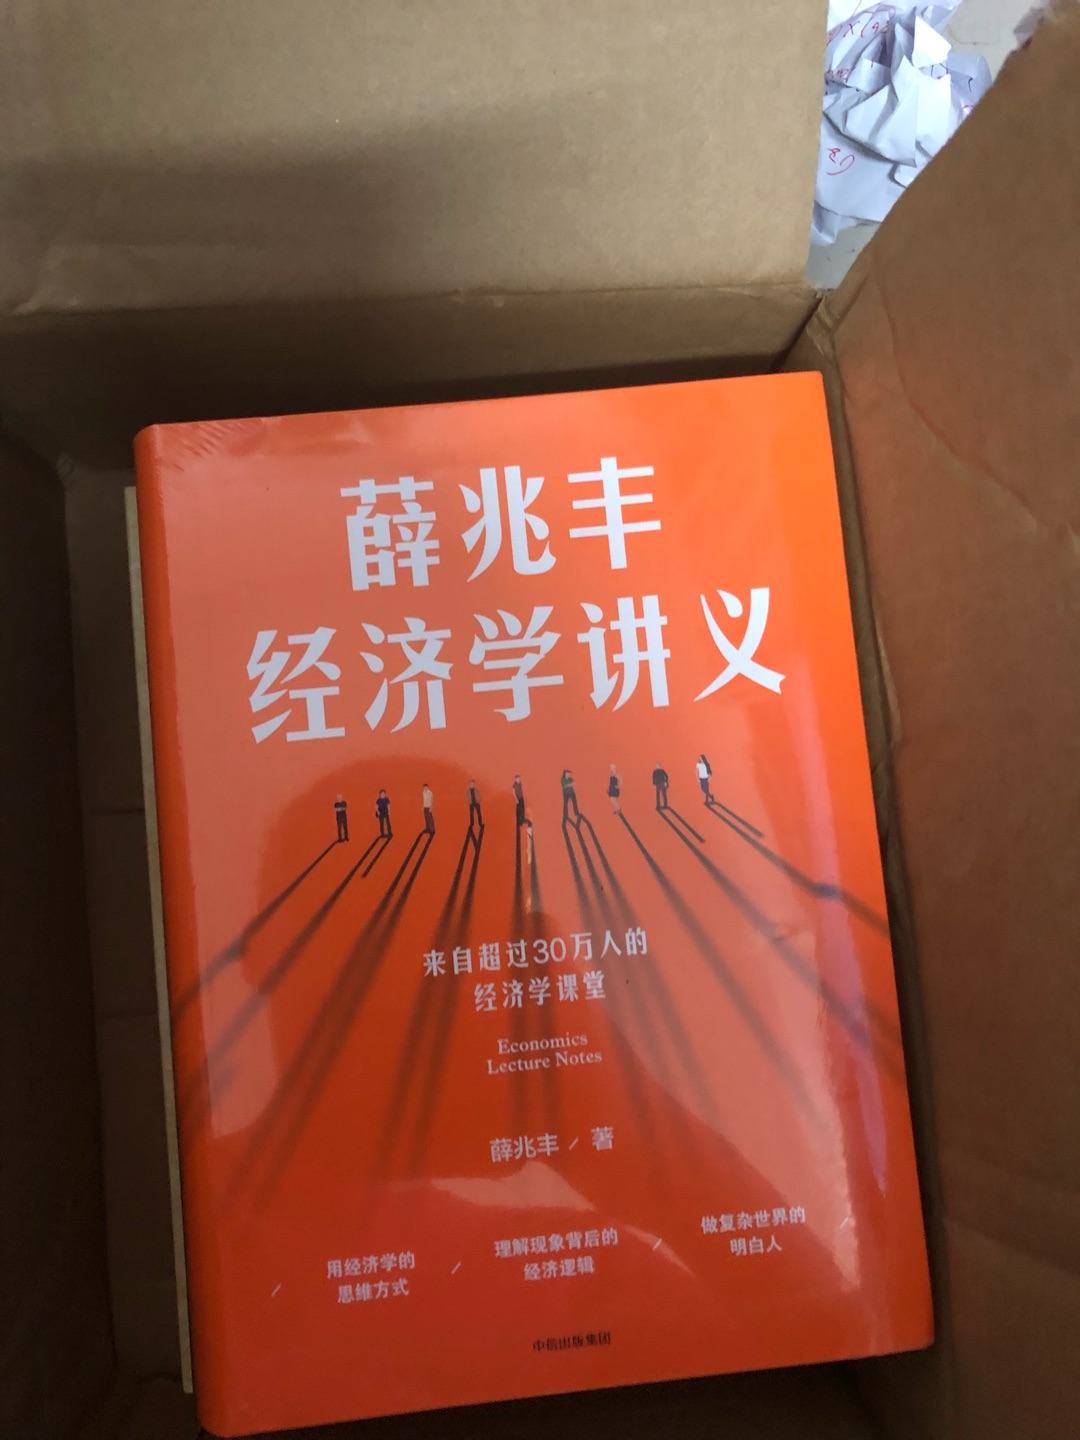 薛兆丰
经济学讲义
来自超过30万人的
经济学课堂
Economics
Lecture Notes
薛兆丰 / 著
/ 用经济学的
思维方式
/ 理解现象背后的
经济逻辑
/ 做复杂世界的
明白人 /
中信出版集团